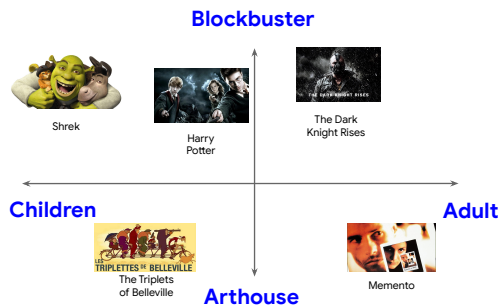 Blockbuster
THE DARK KNIGHT RISES
Shrek
Harry
Potter
The Dark
Knight Rises
Children
Adult
LES
TRIPLETTES DE BELLEVILLE
The Triplets
of Belleville
Memento
Arthouse